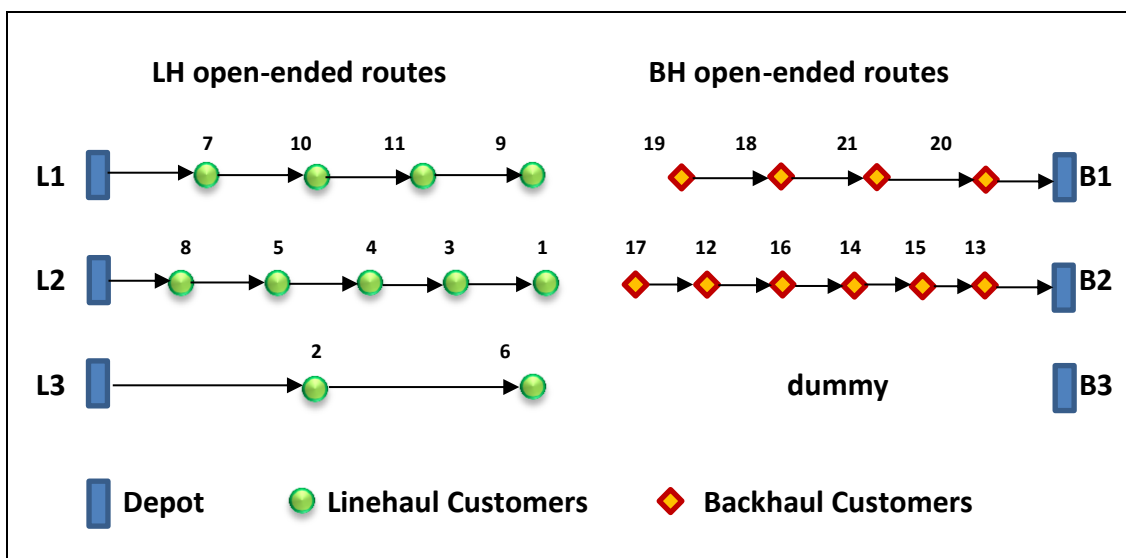 LH open-ended routes BH open-ended routes
7 10 11 9 19 18 21 20
L1 B1
8 5 4 3 1 17 12 16 14 15 13
L2 B2
2 6
L3 dummy B3
Depot Linehaul Customers Backhaul Customers